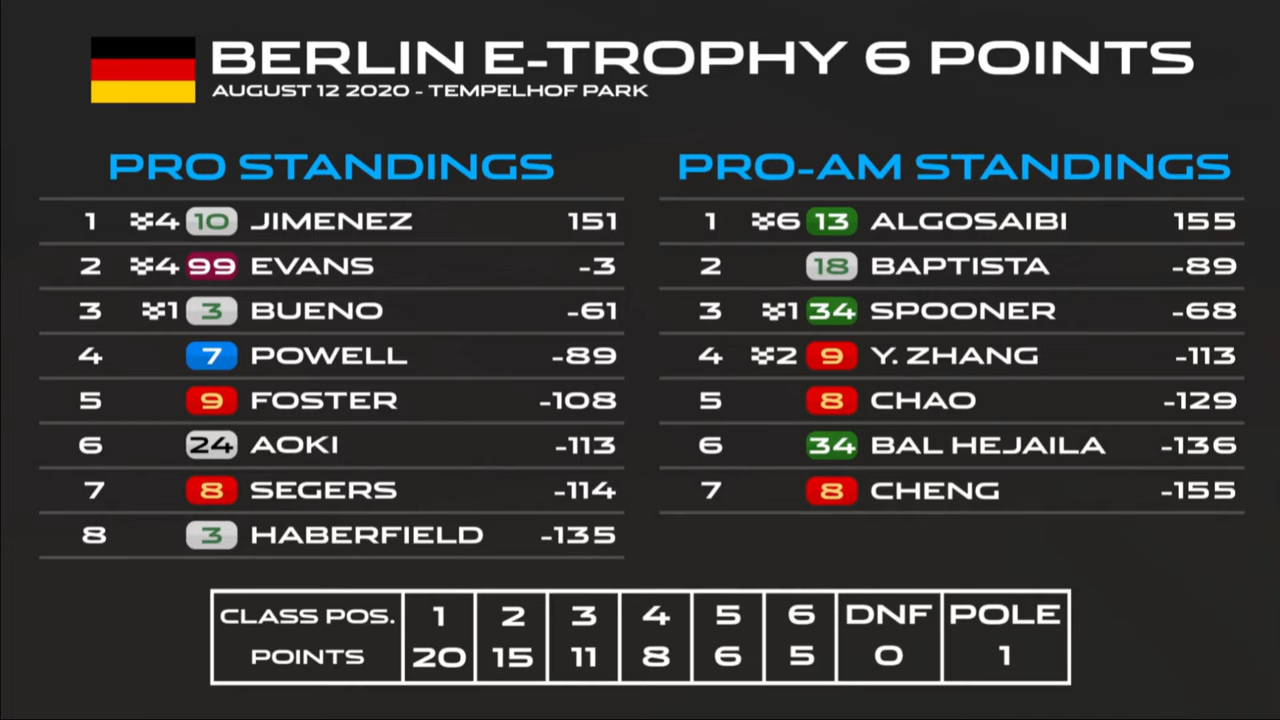 BERLIN E-TROPHY 6 POINTS
AUGUST 12 2020 - TEMPELHOF PARK
PRO STANDINGS
1 4 10 JIMENEZ 151
2 4 99 EVANS -3
3 1 3 BUENO -61
4 7 POWELL -89
5 9 FOSTER -108
6 24 AOKI -113
7 8 SEGERS -114
8 3 HABERFIELD -135
PRO-AM STANDINGS
1 6 13 ALGOSAIBI 155
2 18 BAPTISTA -89
3 1 34 SPOONER -68
4 2 9 Y. ZHANG -113
5 8 CHAO -129
6 34 BAL HEJAILA -136
7 8 CHENG -155
CLASS POS. 1 2 3 4 5 6 DNF POLE
POINTS 20 15 11 8 6 5 0 1